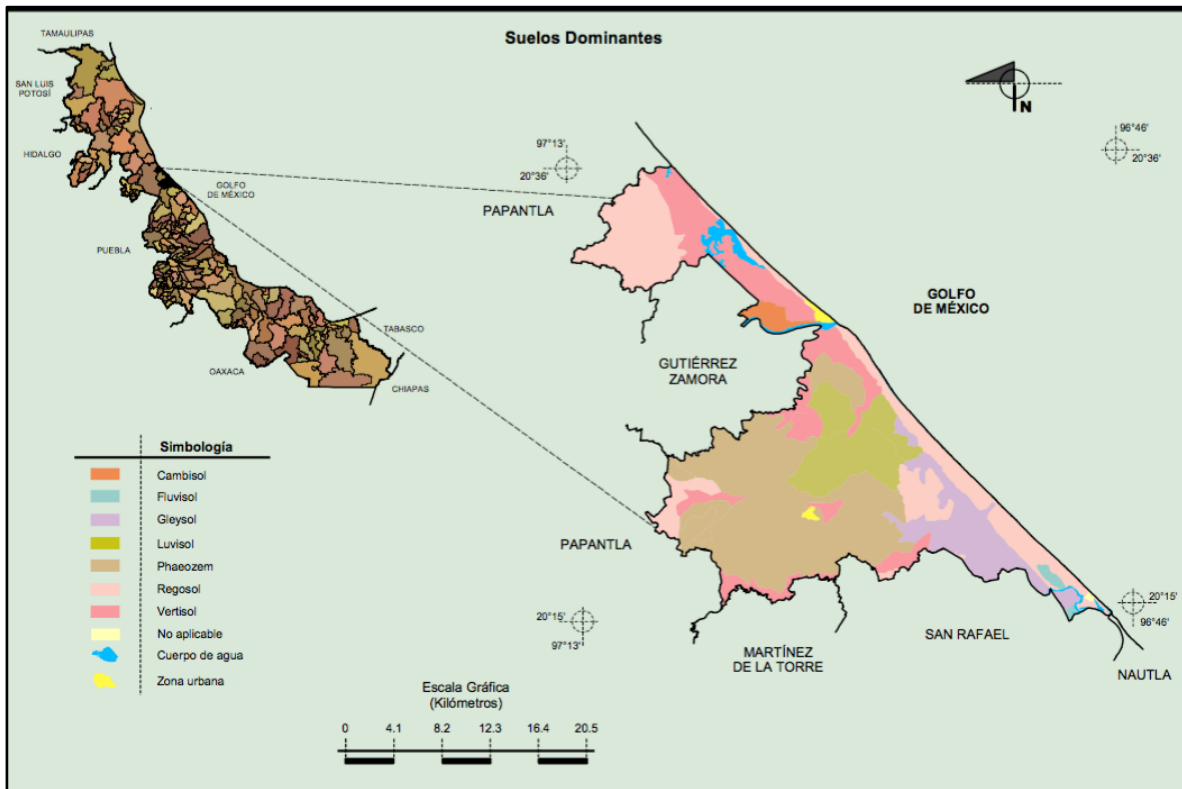 Suelos Dominantes
TAMAULIPAS
SAN LUIS
POTOSÍ
HIDALGO
GOLFO
DE MÉXICO
PUEBLA
TABASCO
OAXACA
CHIAPAS
N
97°13'
20°36'
96°46'
20°36'
PAPANTLA
GOLFO
DE MÉXICO
GUTIÉRREZ
ZAMORA
PAPANTLA
20°15'
97°13'
MARTÍNEZ
DE LA TORRE
SAN RAFAEL
NAUTLA
20°15'
96°46'
Simbología
Cambisol
Fluvisol
Gleysol
Luvisol
Phaeozem
Regosol
Vertisol
No aplicable
Cuerpo de agua
Zona urbana
Escala Gráfica
(Kilómetros)
0 4.1 8.2 12.3 16.4 20.5